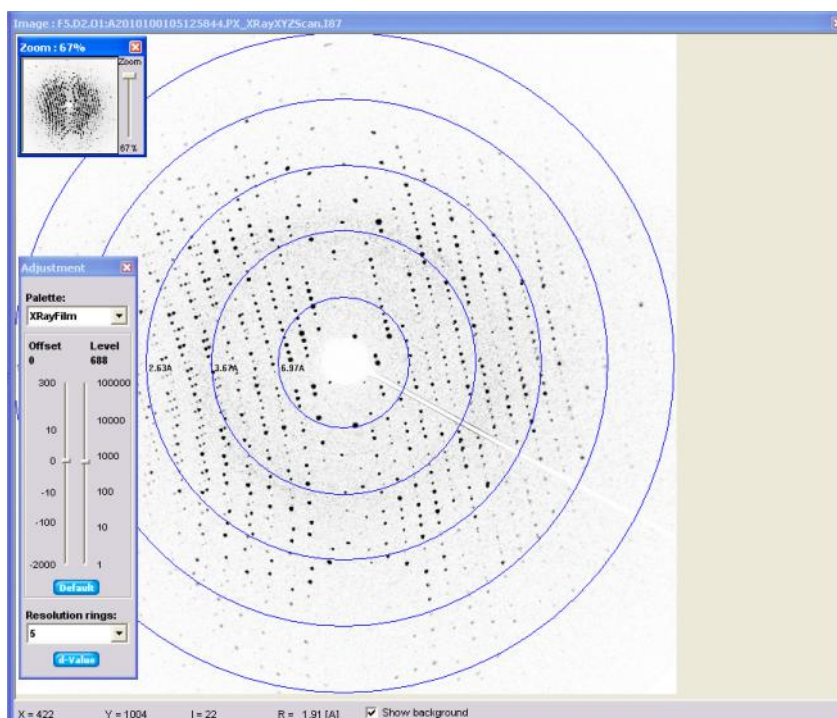 Image : F5.D2.O1:A2010100105125844.PX_XRayXYZScan.I87
Zoom : 67%
Zoom
67%
Adjustment
Palette:
XRayFilm
Offset Level
0 688
300 100000
10 10000
0 1000
-10 100
-100 10
-2000 1
Default
Resolution rings:
5
d-Value
2.63A 3.67A 6.97A
X = 422 Y = 1004 I = 22 R = 1.91 [A] Show background